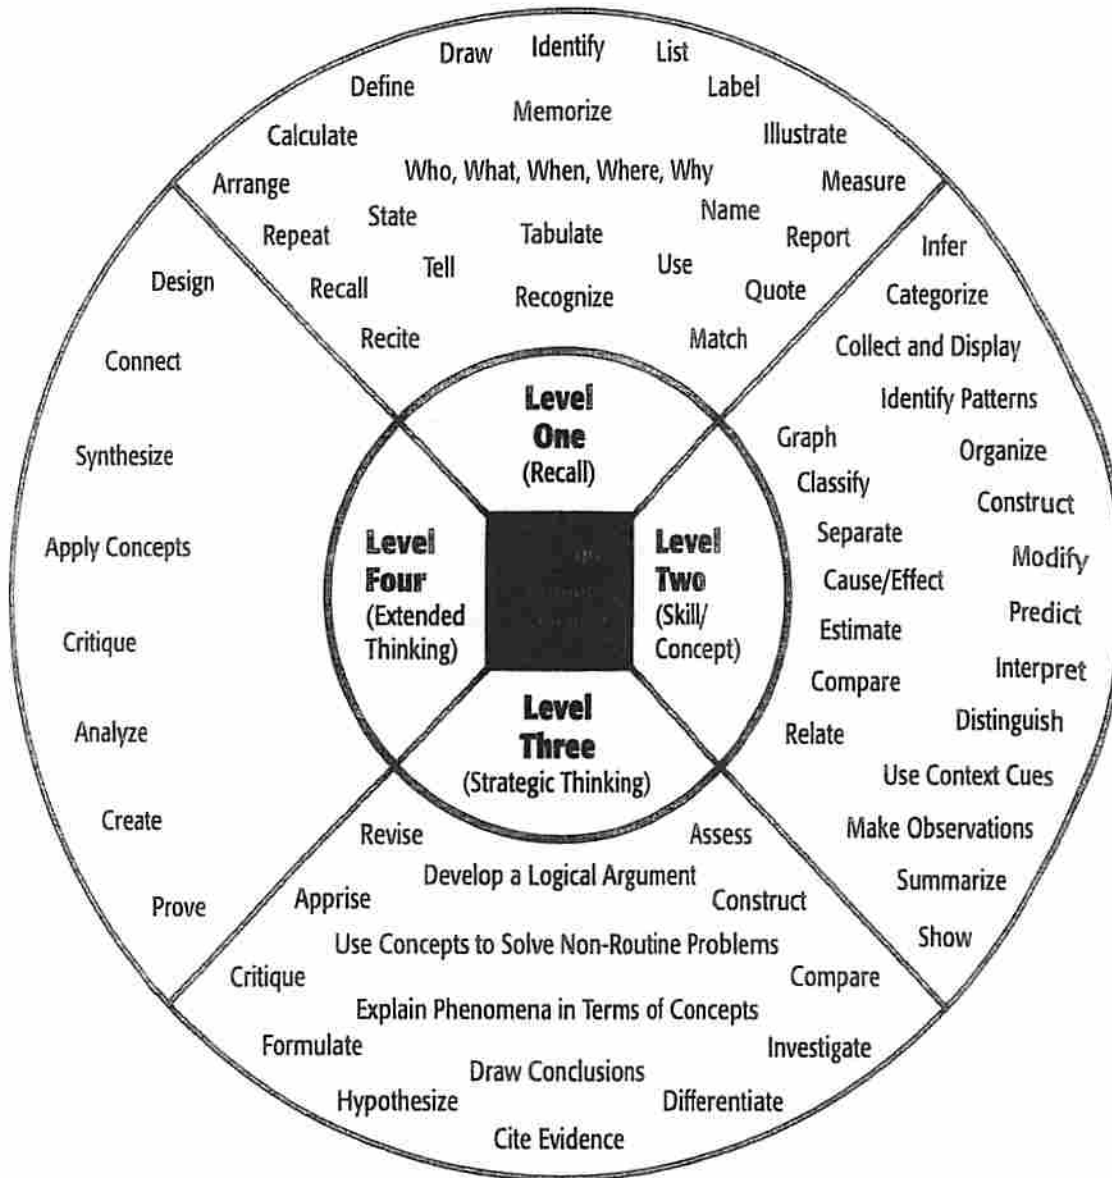 Draw
Identify
List
Define
Label
Memorize
Calculate
Illustrate
Who, What, When, Where, Why
Arrange
Measure
State
Name
Repeat
Tabulate
Report
Tell
Use
Recall
Recognize
Quote
Recite
Match
Level
One
(Recall)
Infer
Categorize
Collect and Display
Identify Patterns
Graph
Organize
Classify
Construct
Separate
Modify
Cause/Effect
Predict
Estimate
Interpret
Compare
Distinguish
Relate
Use Context Cues
Make Observations
Summarize
Show
Level
Two
(Skill/
Concept)
Level
Three
(Strategic Thinking)
Revise
Assess
Develop a Logical Argument
Apprise
Construct
Use Concepts to Solve Non-Routine Problems
Critique
Compare
Explain Phenomena in Terms of Concepts
Formulate
Investigate
Draw Conclusions
Hypothesize
Differentiate
Cite Evidence
Level
Four
(Extended
Thinking)
Design
Connect
Synthesize
Apply Concepts
Critique
Analyze
Create
Prove